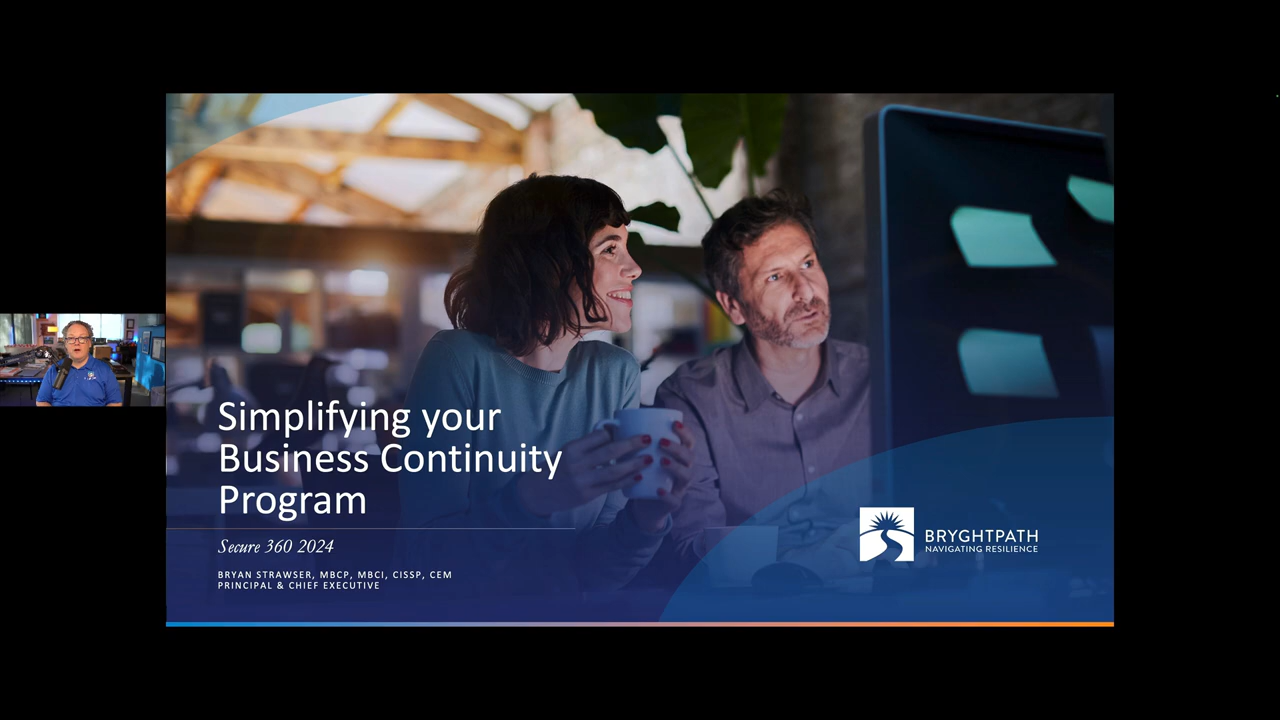 Simplifying your
Business Continuity
Program
Secure 360 2024
BRYAN STRAWSER, MBCP, MBCI, CISSP, CEM
PRINCIPAL & CHIEF EXECUTIVE
BRYGHTPATH
NAVIGATING RESILIENCE